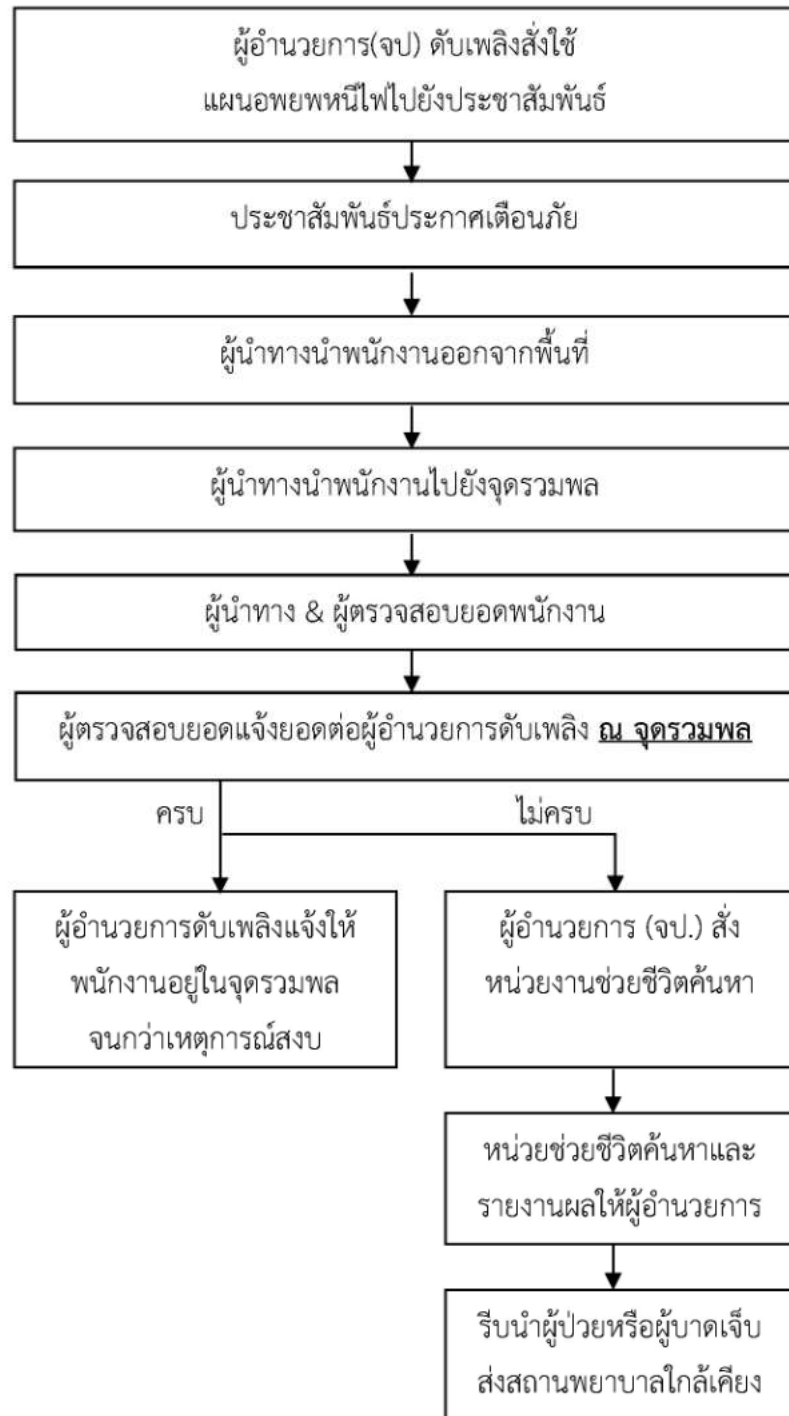 ผู้อำนวยการ(จป) ดับเพลิงสั่งใช้
แผนอพยพหนีไฟไปยังประชาสัมพันธ์
ประชาสัมพันธ์ประกาศเตือนภัย
ผู้นำทางนำพนักงานออกจากพื้นที่
ผู้นำทางนำพนักงานไปยังจุดรวมพล
ผู้นำทาง & ผู้ตรวจสอบยอดพนักงาน
ผู้ตรวจสอบยอดแจ้งยอดต่อผู้อำนวยการดับเพลิง ณ จุดรวมพล
ครบ
ไม่ครบ
ผู้อำนวยการดับเพลิงแจ้งให้
พนักงานอยู่ในจุดรวมพล
จนกว่าเหตุการณ์สงบ
ผู้อำนวยการ (จป.) สั่ง
หน่วยงานช่วยชีวิตค้นหา
หน่วยช่วยชีวิตค้นหาและ
รายงานผลให้ผู้อำนวยการ
รีบนำผู้ป่วยหรือผู้บาดเจ็บ
ส่งสถานพยาบาลใกล้เคียง